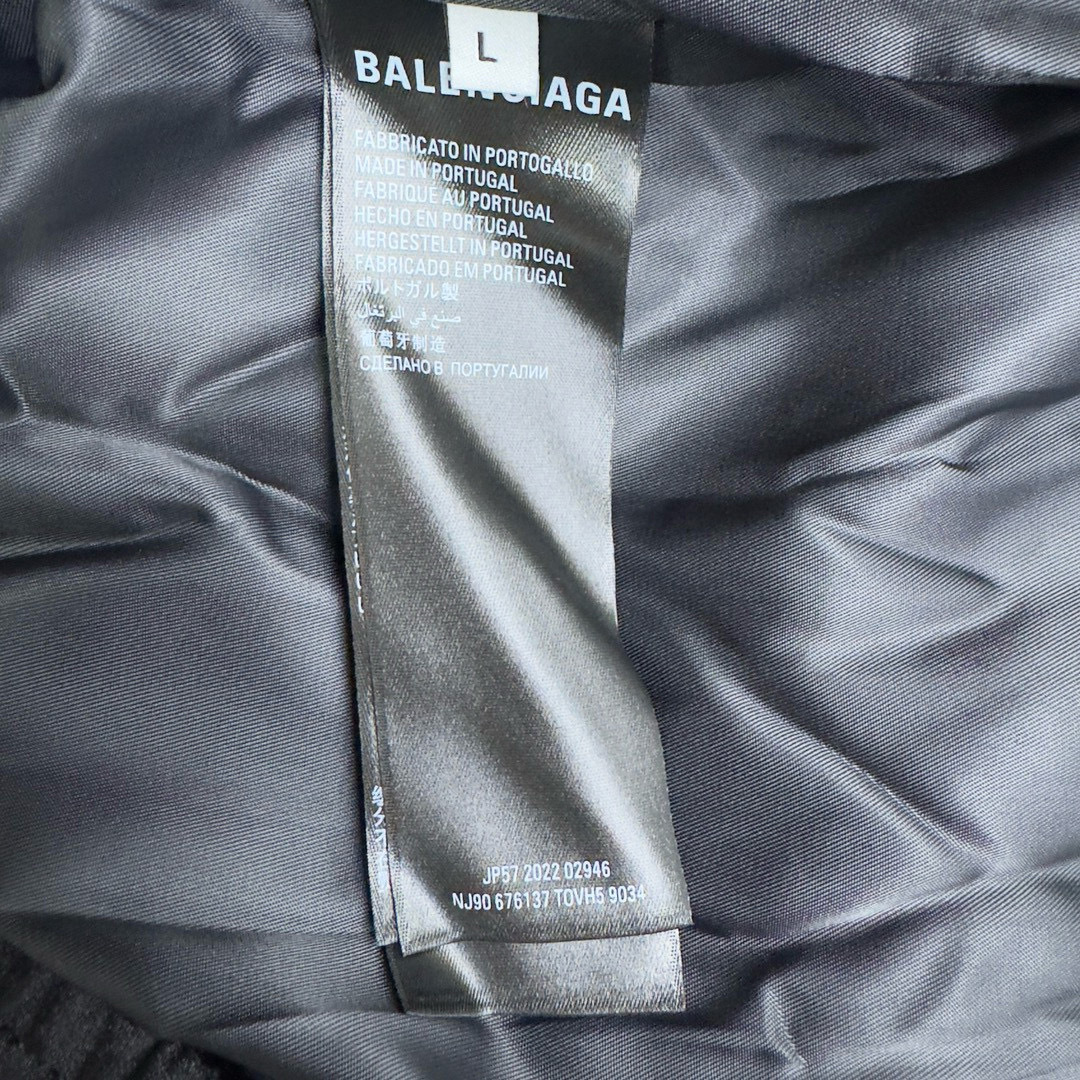 L
BALENCIAGA
FABBRICATO IN PORTOGALLO
MADE IN PORTUGAL
FABRIQUÉ AU PORTUGAL
HECHO EN PORTUGAL
HERGESTELLT IN PORTUGAL
FABRICADO EM PORTUGAL
ポルトガル製
صنع في البرتغال
葡萄牙制造
СДЕЛАНО В ПОРТУГАЛИИ
JP57 2022 02946
NJ90 676137 TOVH5 9034